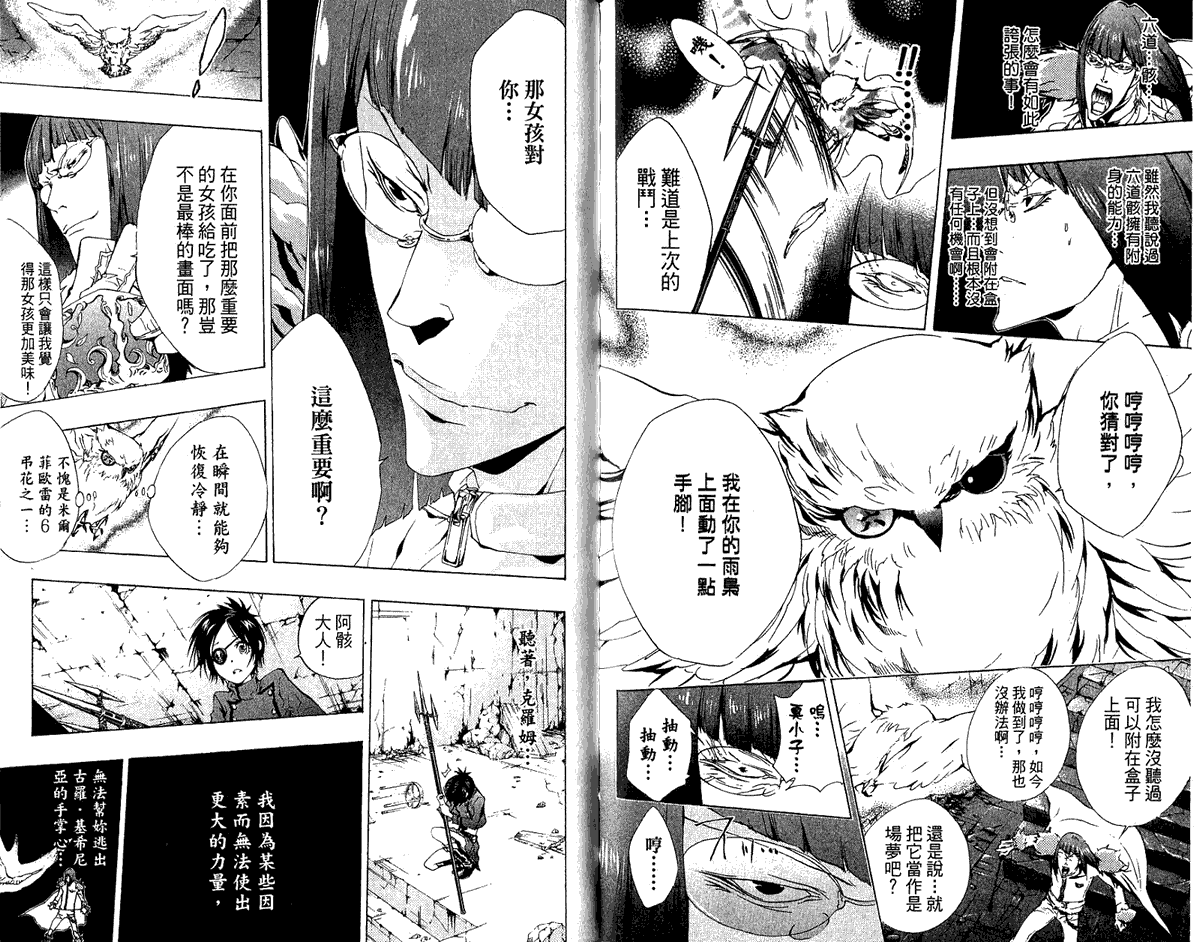 六道…骸…
怎麼會有如此
誇張的事！
雖然我聽說過
六道骸擁有附
身的能力…
但沒想到會附在盒
子上…而且根本沒
有任何機會啊……
!!
嘰！
難道是上次的
戰鬥…
哼哼哼哼，
你猜對了，
我在你的雨梟
上面動了一點
手腳！
我怎麼沒聽過
可以附在盒子
上面！
哼哼哼哼，如今
我做到了，那也
沒辦法啊…
還是說…就
把它當作是
場夢吧？
嗚…
臭小子…
抽動…
抽動…
哼……
那女孩對
你…
這麼重要啊？
在你面前把那麼重要
的女孩給吃了，那豈
不是最棒的畫面嗎？
這樣只會讓我覺
得那女孩更加美味！
在瞬間就能夠
恢復冷靜…
不愧是米爾
菲歐雷的6
吊花之一…
聽著，克羅姆…
阿骸
大人！
我因為某些因
素而無法使出
更大的力量，
無法幫妳逃出
古羅·基希尼
亞的手掌心…